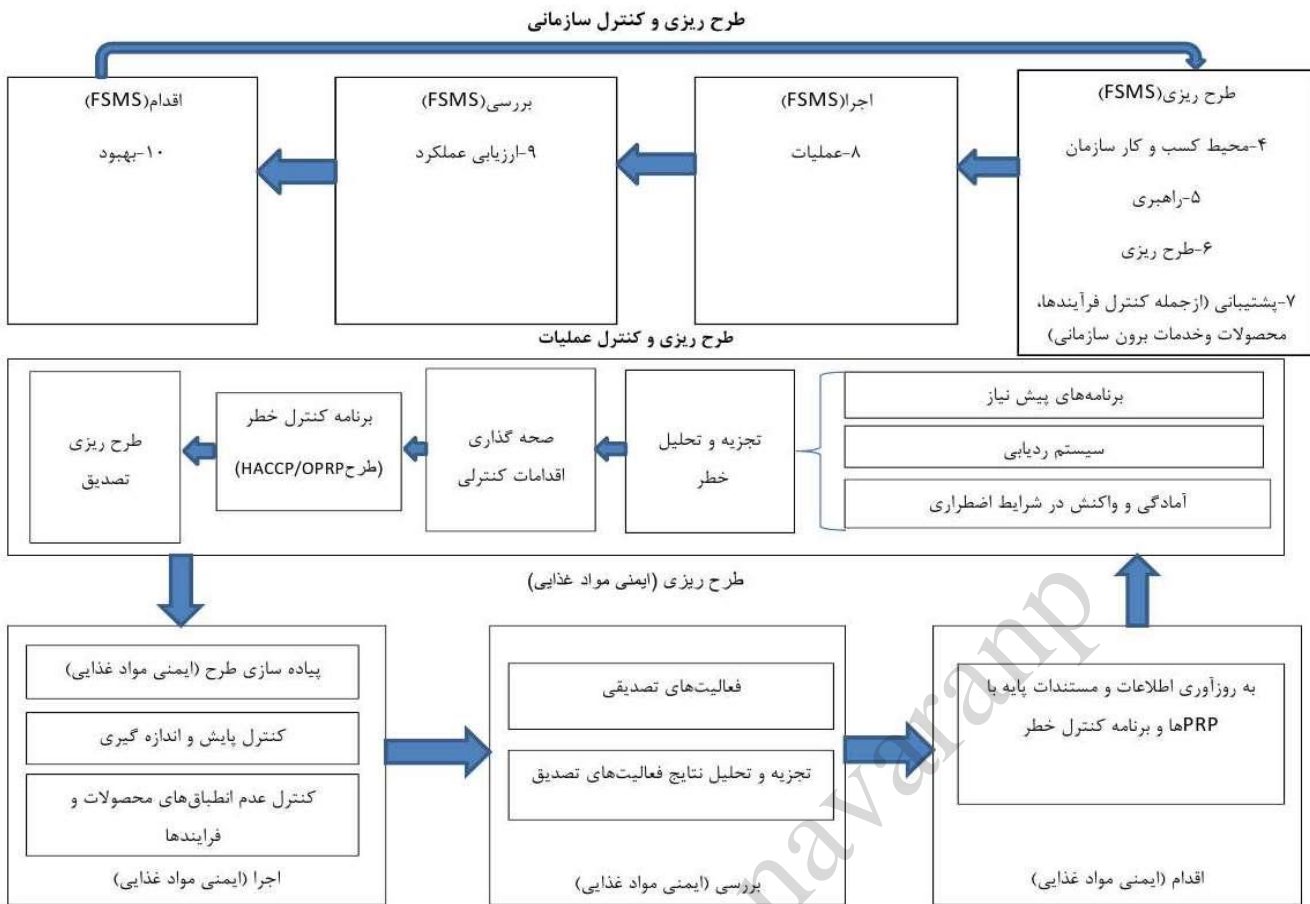 طرح ریزی و کنترل سازمانی
طرح ریزی(FSMS)
۴-محیط کسب و کار سازمان
۵-راهبری
۶-طرح ریزی
۷-پشتیبانی (ازجمله کنترل فرآیندها،
محصولات وخدمات برون سازمانی)
اجرا(FSMS)
۸-عملیات
بررسی(FSMS)
۹-ارزیابی عملکرد
اقدام(FSMS)
۱۰-بهبود
طرح ریزی و کنترل عملیات
برنامه‌های پیش نیاز
سیستم ردیابی
آمادگی و واکنش در شرایط اضطراری
تجزیه و تحلیل
خطر
صحه گذاری
اقدامات کنترلی
برنامه کنترل خطر
(طرحHACCP/OPRP)
طرح ریزی
تصدیق
طرح ریزی (ایمنی مواد غذایی)
پیاده سازی طرح (ایمنی مواد غذایی)
کنترل پایش و اندازه گیری
کنترل عدم انطباق‌های محصولات و
فرایندها
اجرا (ایمنی مواد غذایی)
فعالیت‌های تصدیقی
تجزیه و تحلیل نتایج فعالیت‌های تصدیق
بررسی (ایمنی مواد غذایی)
به روزآوری اطلاعات و مستندات پایه با
PRPها و برنامه کنترل خطر
اقدام (ایمنی مواد غذایی)
navaranp